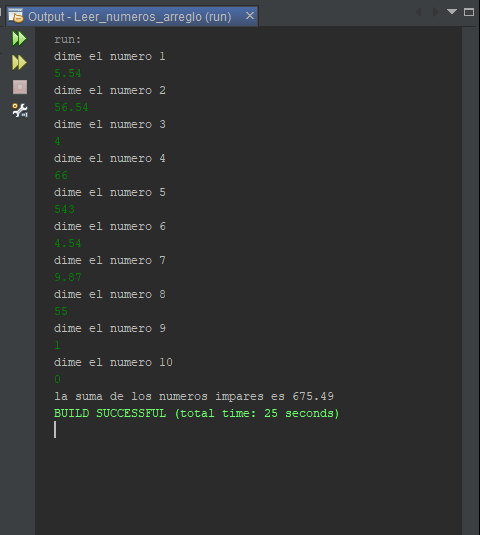 Output - Leer_numeros_arreglo (run)
run:
dime el numero 1
5.54
dime el numero 2
56.54
dime el numero 3
4
dime el numero 4
66
dime el numero 5
543
dime el numero 6
4.54
dime el numero 7
9.87
dime el numero 8
55
dime el numero 9
1
dime el numero 10
0
la suma de los numeros impares es 675.49
BUILD SUCCESSFUL (total time: 25 seconds)